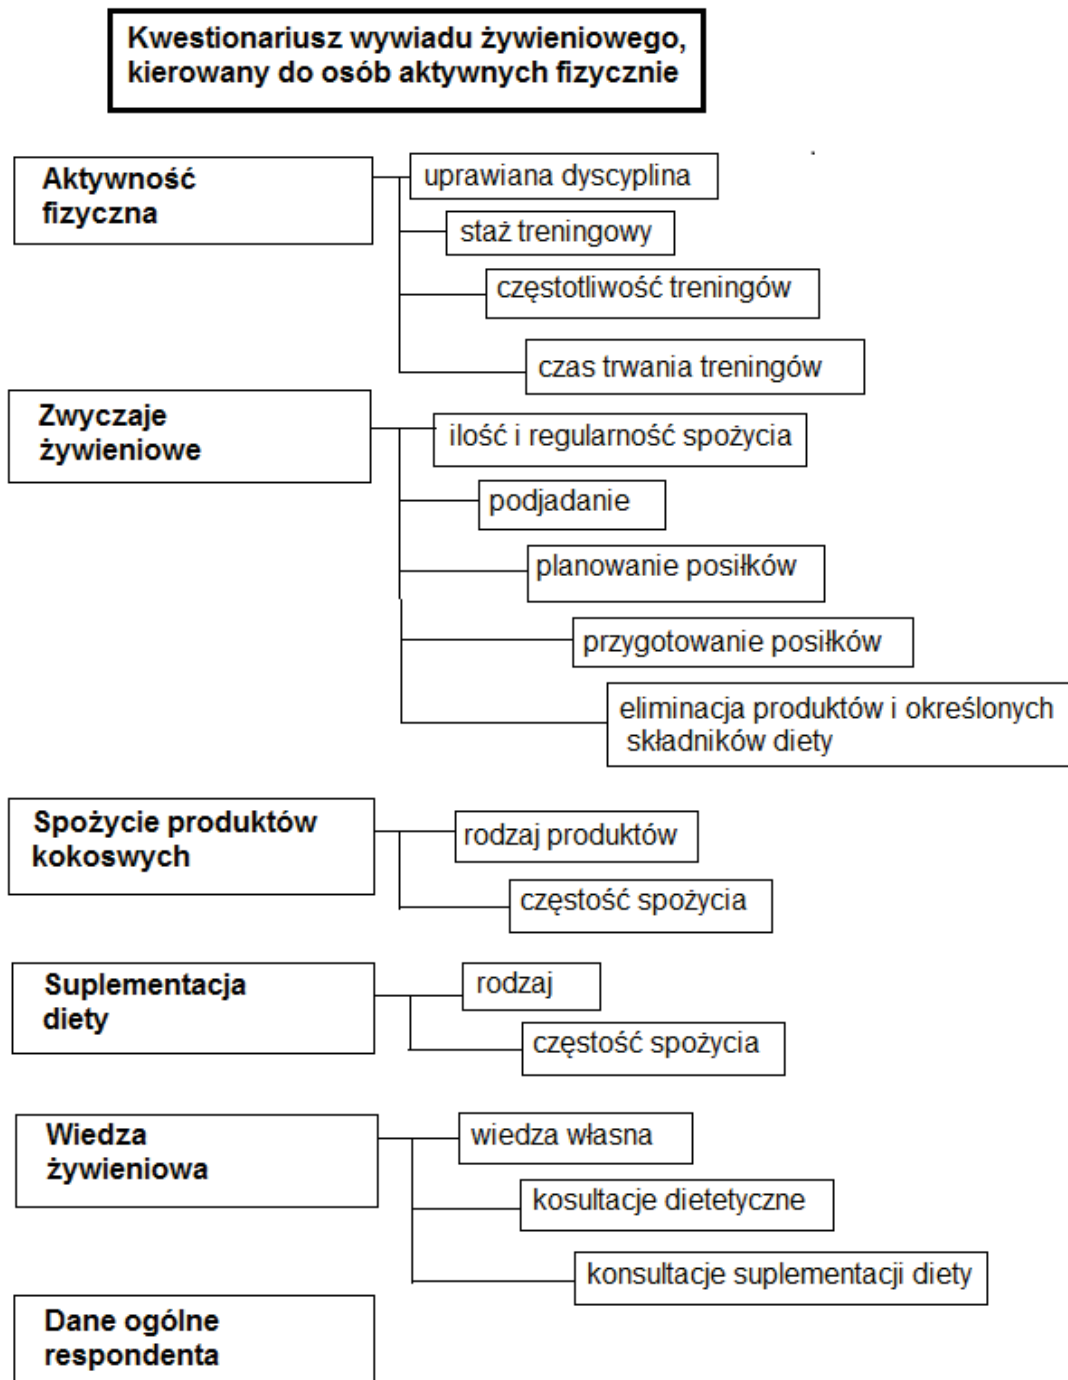 Kwestionariusz wywiadu żywieniowego,
kierowany do osób aktywnych fizycznie
Aktywność
fizyczna
uprawiana dyscyplina
staż treningowy
częstotliwość treningów
czas trwania treningów
Zwyczaje
żywieniowe
ilość i regularność spożycia
podjadanie
planowanie posiłków
przygotowanie posiłków
eliminacja produktów i określonych
składników diety
Spożycie produktów
kokoswych
rodzaj produktów
częstość spożycia
Suplementacja
diety
rodzaj
częstość spożycia
Wiedza
żywieniowa
wiedza własna
kosultacje dietetyczne
konsultacje suplementacji diety
Dane ogólne
respondenta